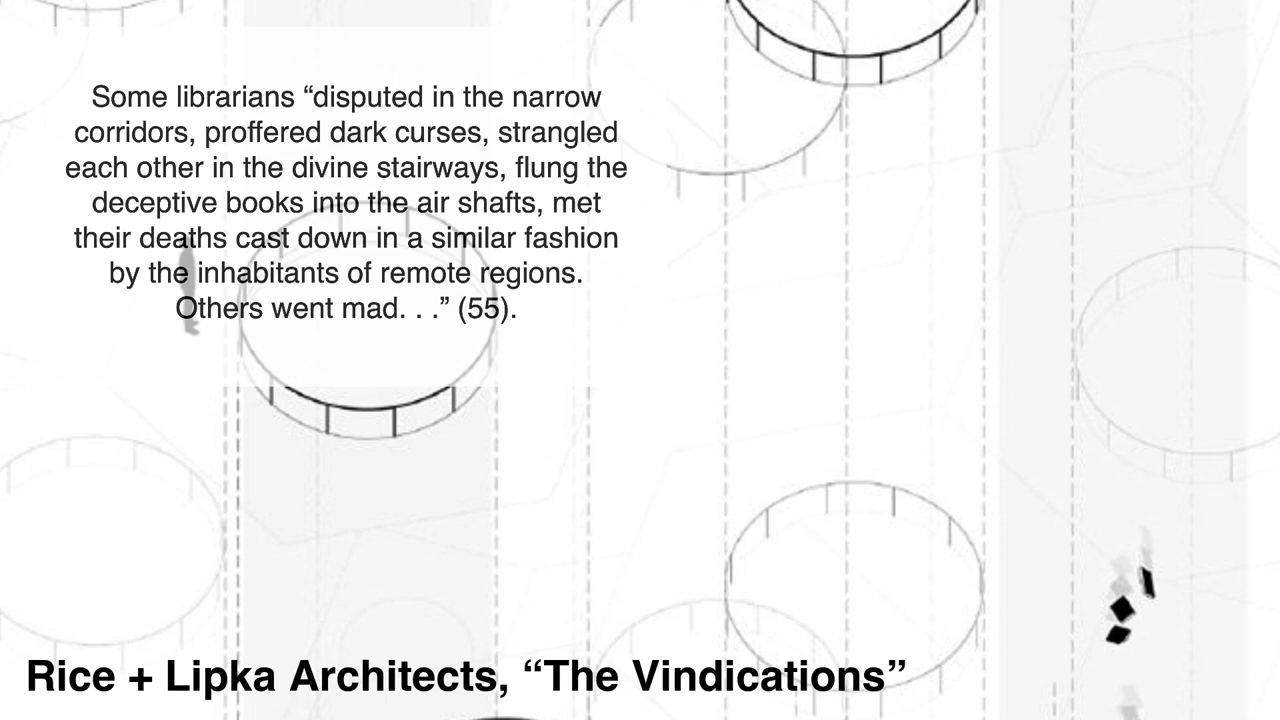 Some librarians “disputed in the narrow
corridors, proffered dark curses, strangled
each other in the divine stairways, flung the
deceptive books into the air shafts, met
their deaths cast down in a similar fashion
by the inhabitants of remote regions.
Others went mad. . .” (55).
Rice + Lipka Architects, “The Vindications”